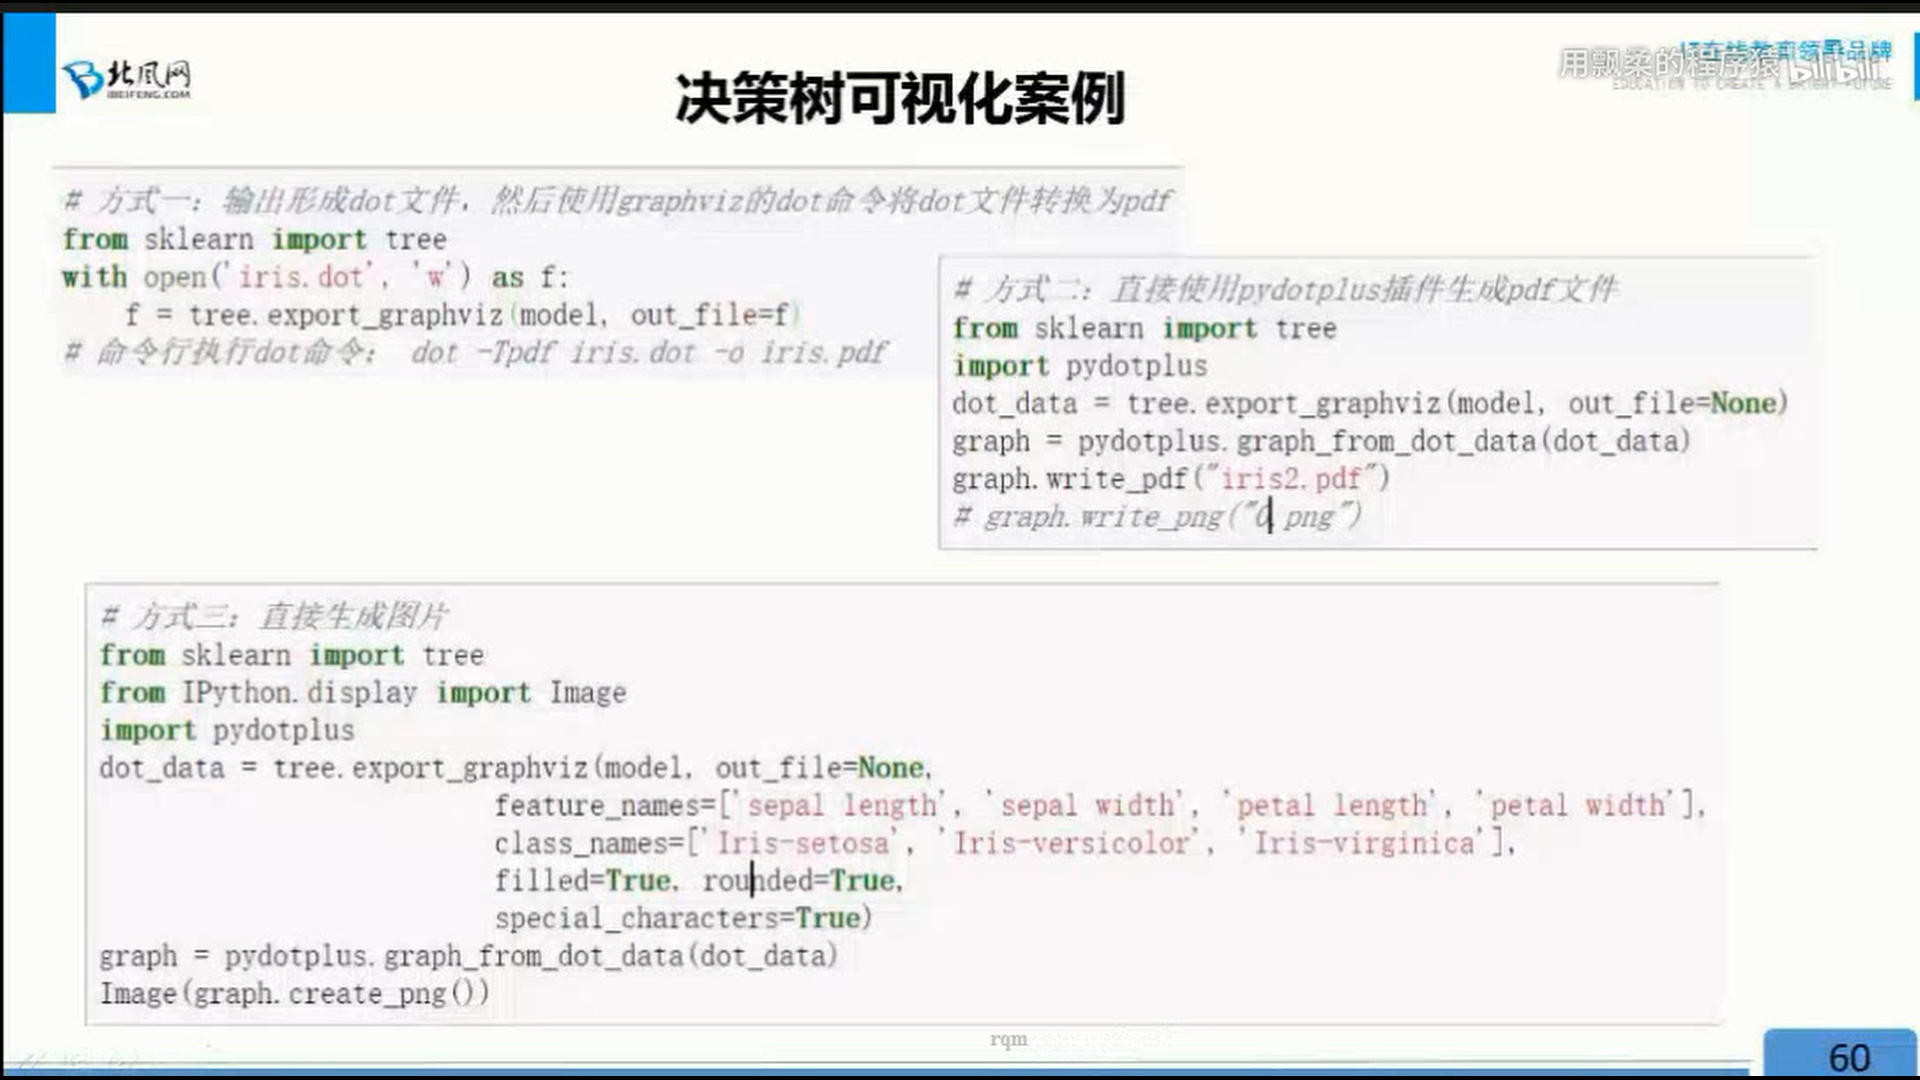 北风网
BEIFENG.COM
用飘柔的程序猿 bilibili
决策树可视化案例
# 方式一：输出形成dot文件，然后使用graphviz的dot命令将dot文件转换为pdf
from sklearn import tree
with open('iris.dot', 'w') as f:
    f = tree.export_graphviz(model, out_file=f)
# 命令行执行dot命令： dot -Tpdf iris.dot -o iris.pdf
# 方式二：直接使用pydotplus插件生成pdf文件
from sklearn import tree
import pydotplus
dot_data = tree.export_graphviz(model, out_file=None)
graph = pydotplus.graph_from_dot_data(dot_data)
graph.write_pdf("iris2.pdf")
# graph.write_png("0.png")
# 方式三：直接生成图片
from sklearn import tree
from IPython.display import Image
import pydotplus
dot_data = tree.export_graphviz(model, out_file=None,
                         feature_names=['sepal length', 'sepal width', 'petal length', 'petal width'],
                         class_names=['Iris-setosa', 'Iris-versicolor', 'Iris-virginica'],
                         filled=True, rounded=True,
                         special_characters=True)
graph = pydotplus.graph_from_dot_data(dot_data)
Image(graph.create_png())
rqm
60